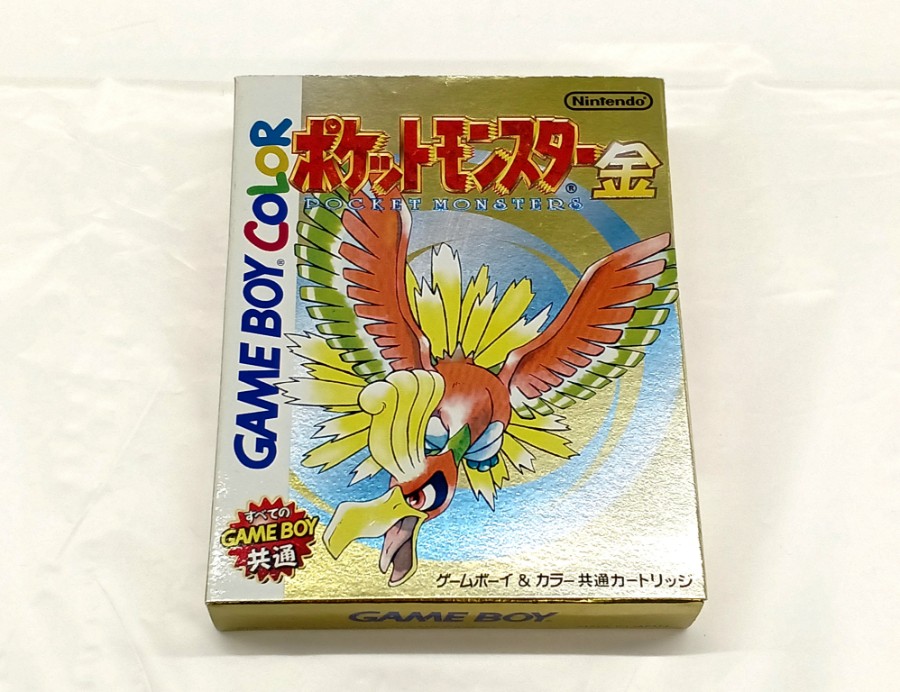 Nintendo
GAME BOY COLOR
ポケットモンスター金
POCKET MONSTERS
すべての
GAME BOY
共通
ゲームボーイ & カラー共通カートリッジ
GAME BOY